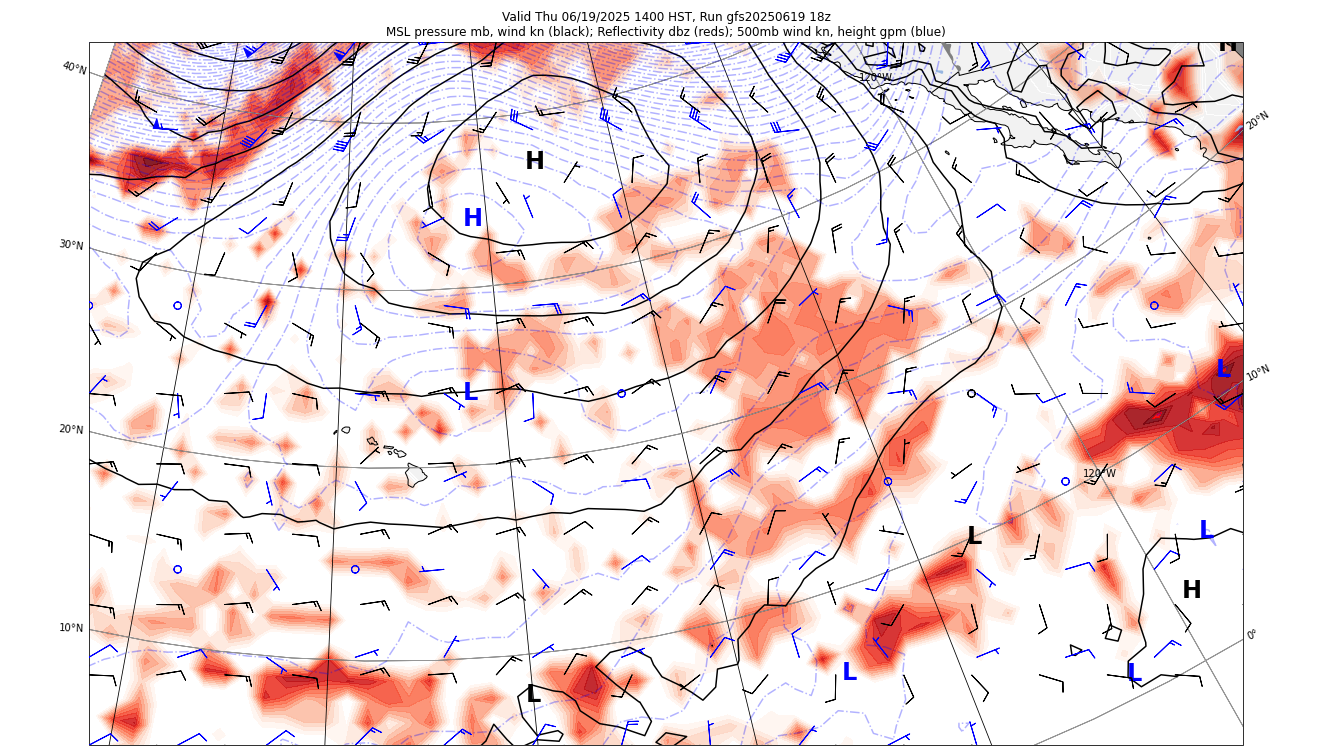 Valid Thu 06/19/2025 1400 HST, Run gfs20250619 18z
MSL pressure mb, wind kn (black); Reflectivity dbz (reds); 500mb wind kn, height gpm (blue)
H
40°N
120°W
20°N
H
H
30°N
L
L
10°N
20°N
120°W
L
L
H
10°N
0°
L
L
L